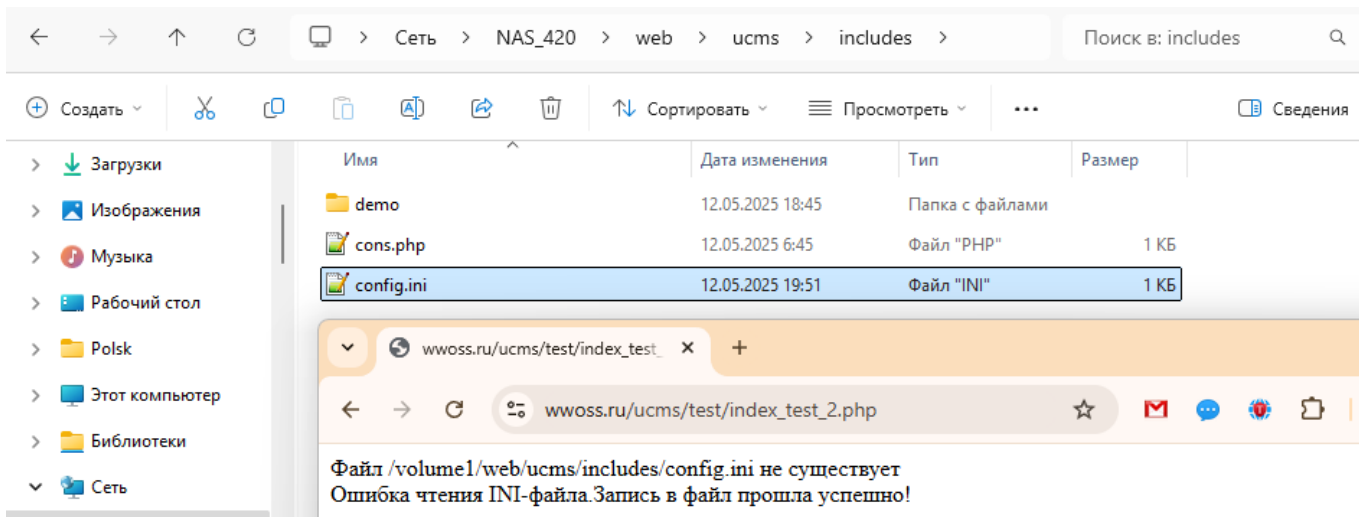 Сеть > NAS_420 > web > ucms > includes >
Поиск в: includes
Создать
Сортировать
Просмотреть
...
Сведения
Загрузки
Изображения
Музыка
Рабочий стол
Polsk
Этот компьютер
Библиотеки
Сеть
Имя Дата изменения Тип Размер
demo 12.05.2025 18:45 Папка с файлами
cons.php 12.05.2025 6:45 Файл "PHP" 1 КБ
config.ini 12.05.2025 19:51 Файл "INI" 1 КБ
wwoss.ru/ucms/test/index_test_
wwoss.ru/ucms/test/index_test_2.php
Файл /volume1/web/ucms/includes/config.ini не существует
Ошибка чтения INI-файла.Запись в файл прошла успешно!